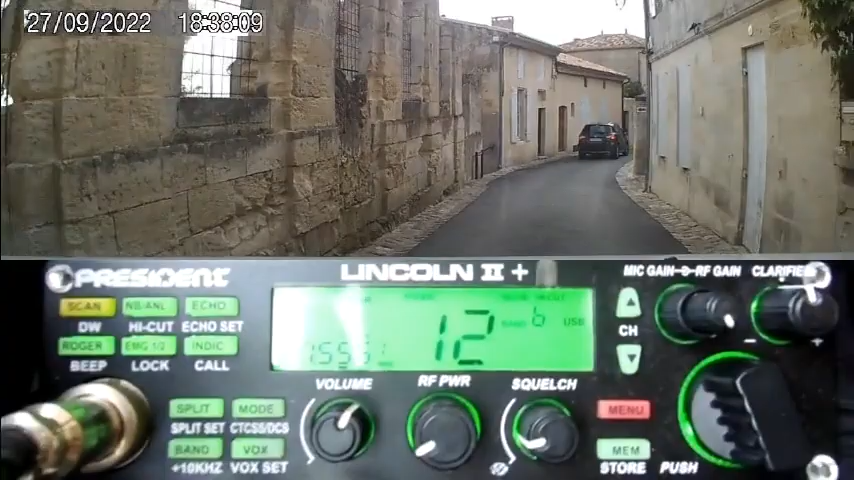 27/09/2022 18:38:09
PRESIDENT LINCOLN II + MIC GAIN RF GAIN CLARIFIER
SCAN NB/ANL ECHO
DW HI-CUT ECHO SET
ROGER EMG 1/2 INDIC
BEEP LOCK CALL
12 BAND b USB
CH
VOLUME RF PWR SQUELCH
- +
SPLIT MODE
SPLIT SET CTCSS/DCS
BAND VOX
+10KHZ VOX SET
MENU
MEM
STORE PUSH